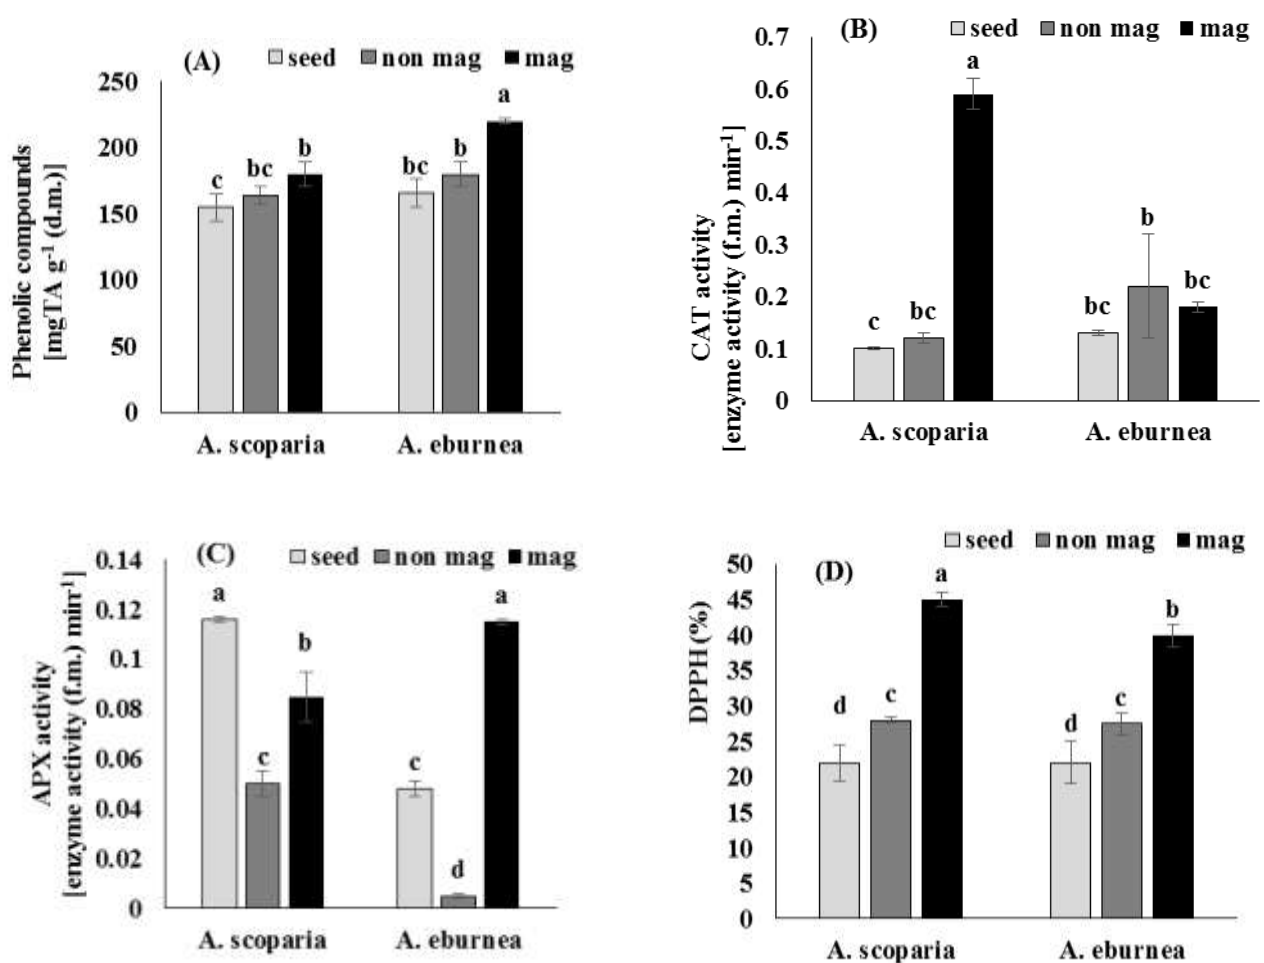 (A) seed non mag mag
250
200
150
100
50
0
Phenolic compounds
[mgTA g-1 (d.m.)]
c bc b bc b a
A. scoparia A. eburnea
(B) seed non mag mag
0.7
0.6
0.5
0.4
0.3
0.2
0.1
0
CAT activity
[enzyme activity (f.m.) min-1]
c bc a bc b bc
A. scoparia A. eburnea
(C) seed non mag mag
0.14
0.12
0.1
0.08
0.06
0.04
0.02
0
APX activity
[enzyme activity (f.m.) min-1]
a c b c d a
A. scoparia A. eburnea
(D) seed non mag mag
50
45
40
35
30
25
20
15
10
5
0
DPPH (%)
d c a d c b
A. scoparia A. eburnea